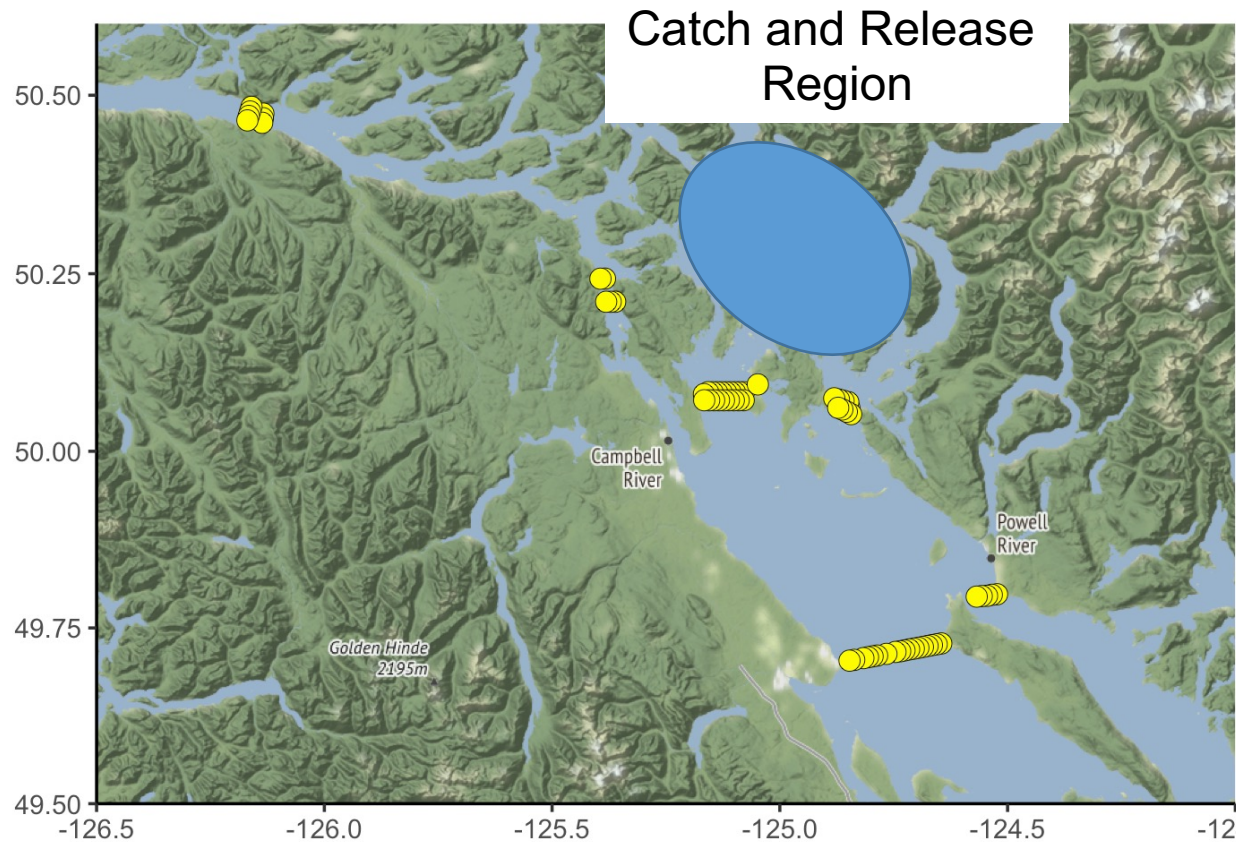 Catch and Release
Region
50.50
50.25
50.00
49.75
49.50
Campbell
River
Powell
River
Golden Hinde
2195m
-126.5
-126.0
-125.5
-125.0
-124.5
-12